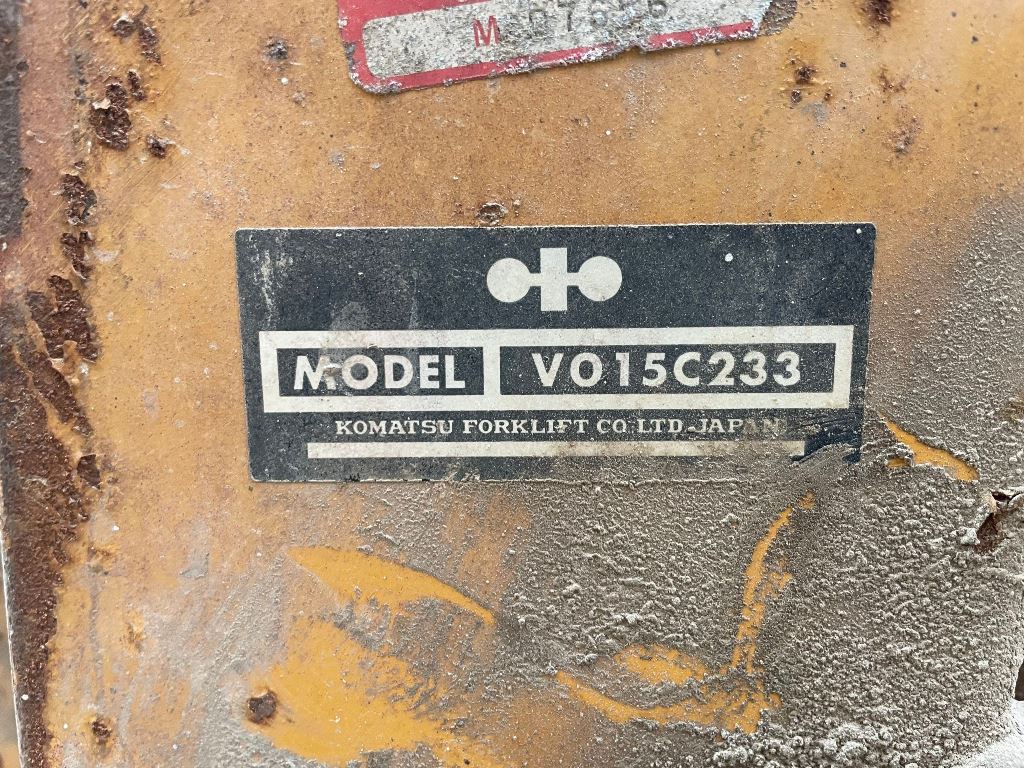 M
MODEL VO15C233
KOMATSU FORKLIFT CO. LTD-JAPAN